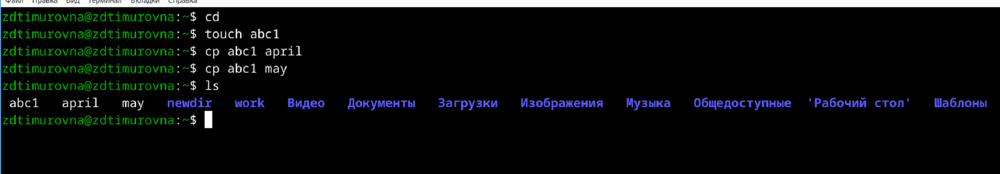 Файл Правка Вид Терминал Вкладки Справка
zdtimurovna@zdtimurovna:~$ cd
zdtimurovna@zdtimurovna:~$ touch abc1
zdtimurovna@zdtimurovna:~$ cp abc1 april
zdtimurovna@zdtimurovna:~$ cp abc1 may
zdtimurovna@zdtimurovna:~$ ls
abc1 april may newdir work Видео Документы Загрузки Изображения Музыка Общедоступные 'Рабочий стол' Шаблоны
zdtimurovna@zdtimurovna:~$